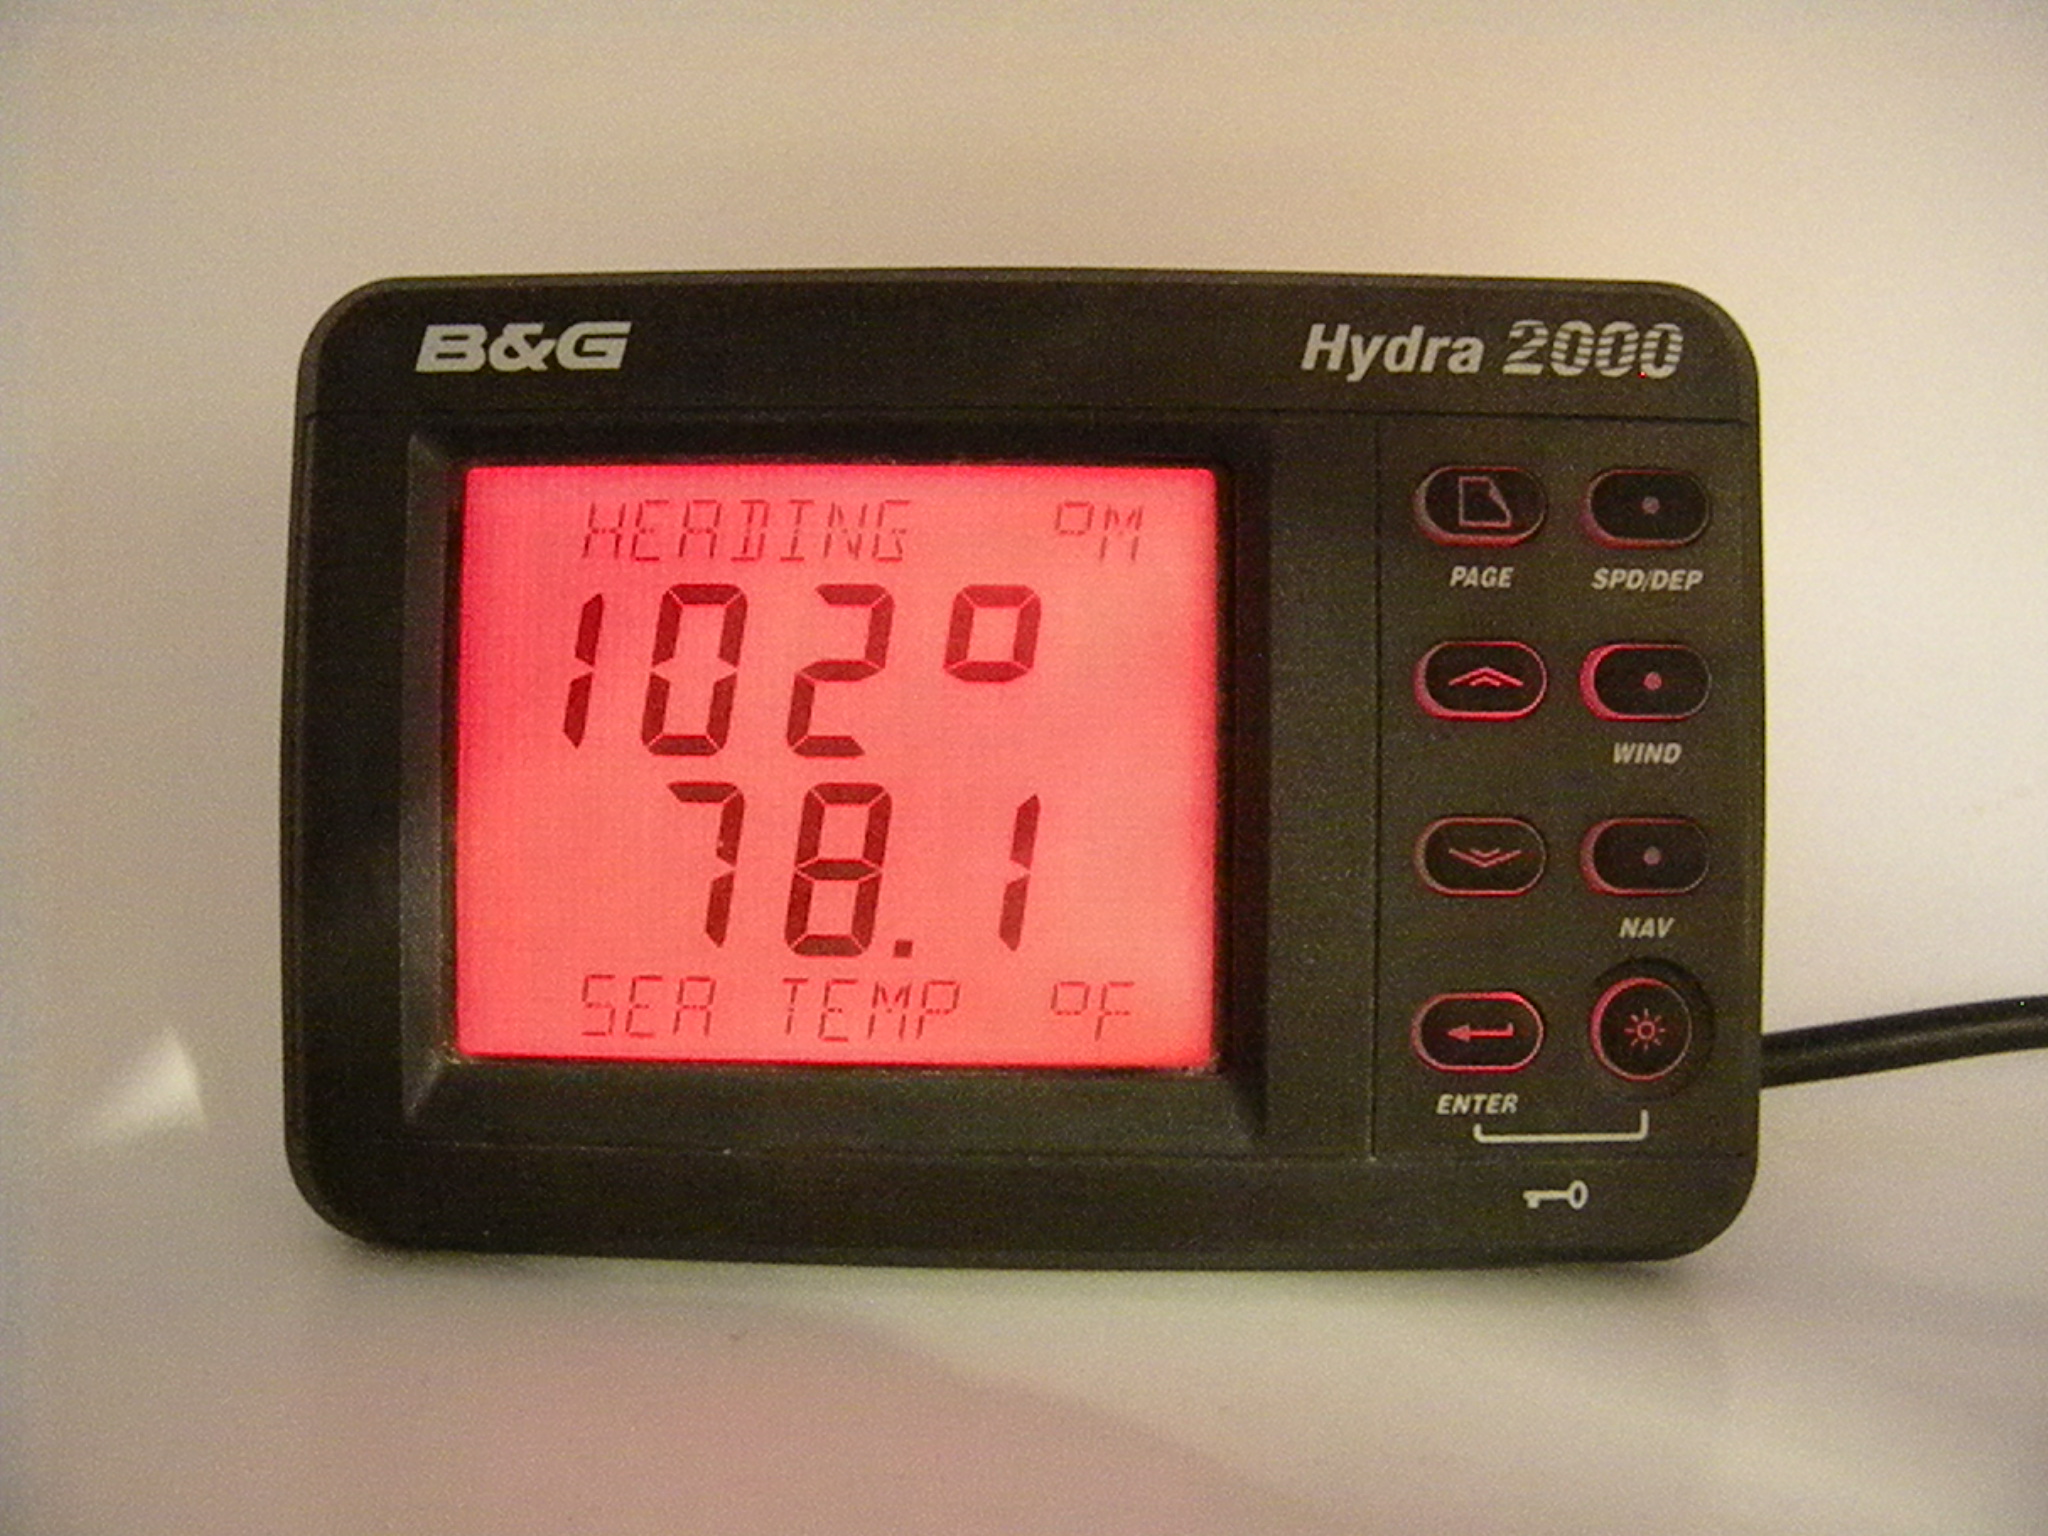 B&G
Hydra 2000
HEADING °M
102°
78.1
SEA TEMP °F
PAGE
SPD/DEP
WIND
NAV
ENTER